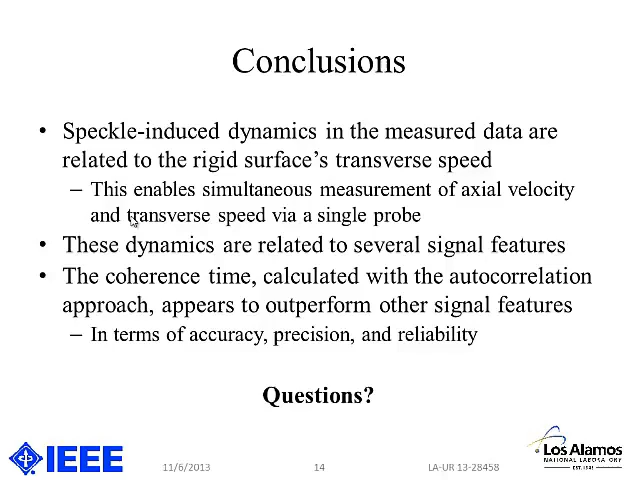 Conclusions
• Speckle-induced dynamics in the measured data are
related to the rigid surface's transverse speed
– This enables simultaneous measurement of axial velocity
and transverse speed via a single probe
• These dynamics are related to several signal features
• The coherence time, calculated with the autocorrelation
approach, appears to outperform other signal features
– In terms of accuracy, precision, and reliability
Questions?
IEEE
11/6/2013
14
LA-UR 13-28458
Los Alamos
NATIONAL LABORATORY
EST. 1943